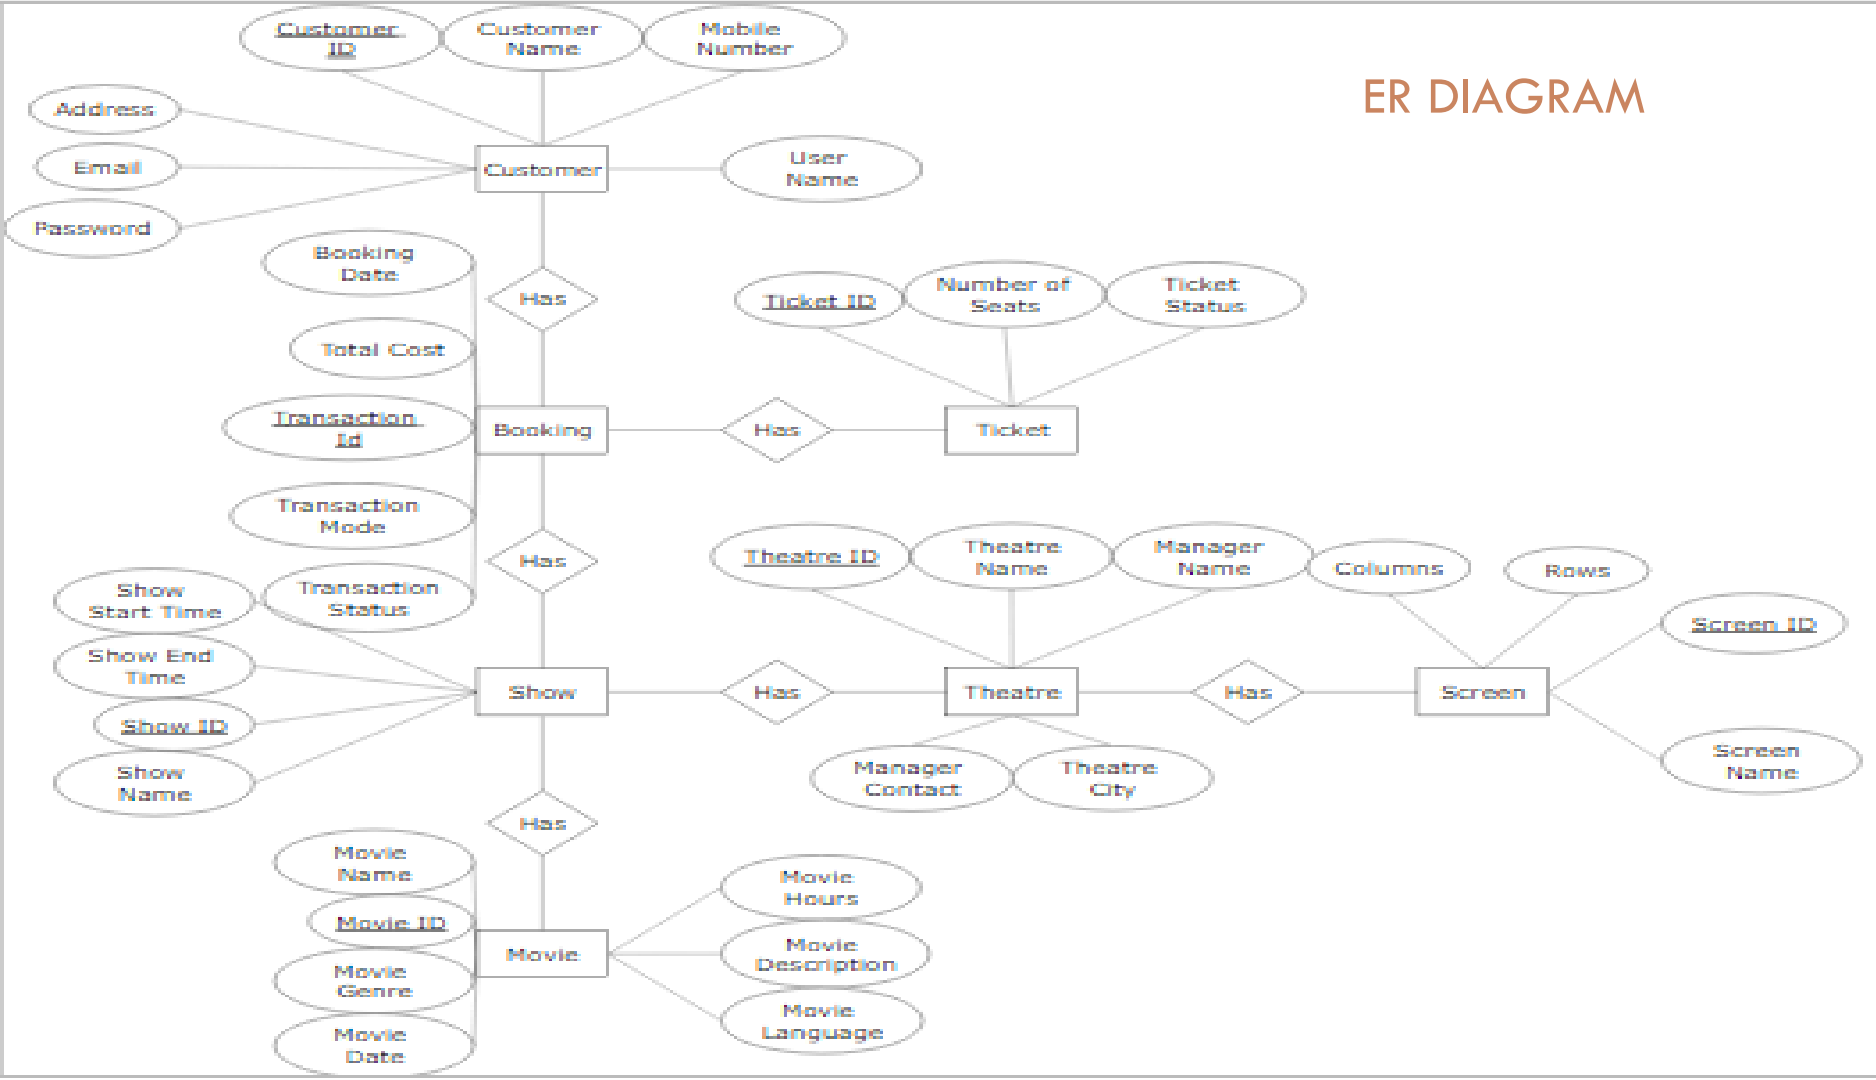 Customer
ID
Customer
Name
Mobile
Number
ER DIAGRAM
Address
Email
Password
Customer
User
Name
Booking
Date
Has
Total Cost
Transaction
Id
Booking
Has
Ticket
Ticket ID
Number of
Seats
Ticket
Status
Transaction
Mode
Has
Transaction
Status
Show
Start Time
Show End
Time
Show ID
Show
Name
Show
Has
Theatre ID
Theatre
Name
Manager
Name
Theatre
Manager
Contact
Theatre
City
Has
Columns
Rows
Screen ID
Screen
Screen
Name
Has
Movie
Name
Movie ID
Movie
Genre
Movie
Date
Movie
Movie
Hours
Movie
Description
Movie
Language